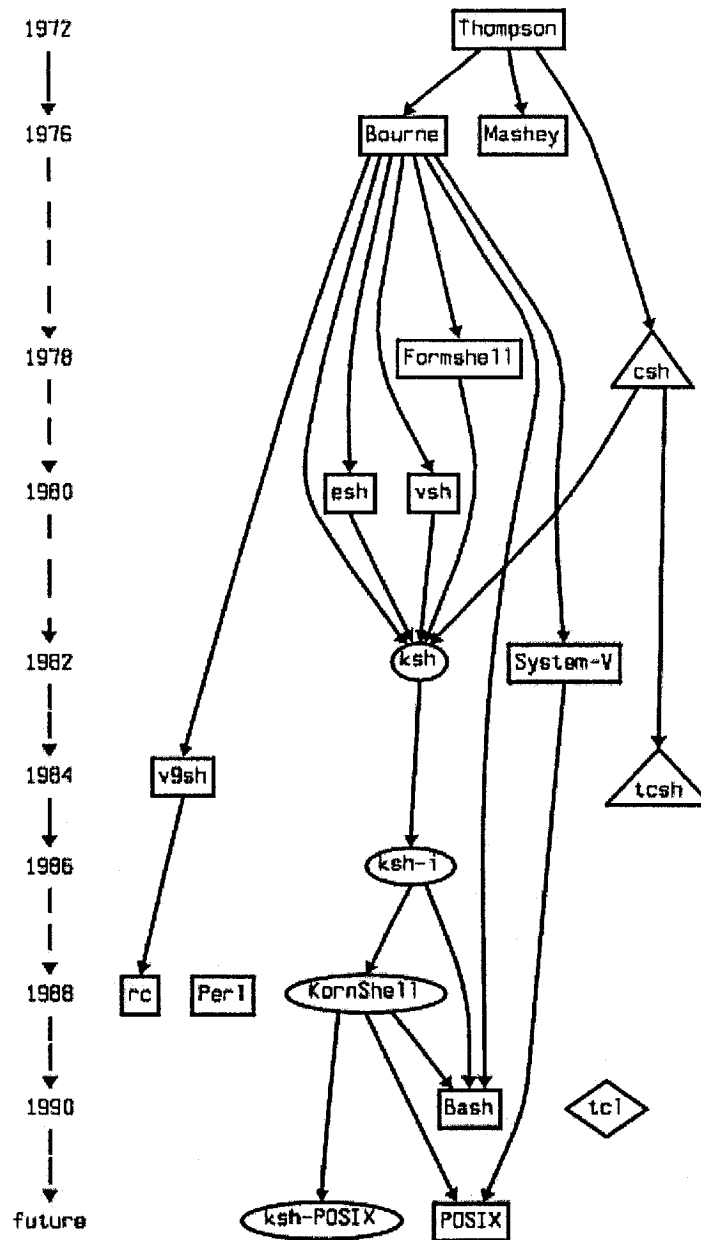 1972 Thompson
1976 Bourne Mashey
1978 Formshell csh
1980 esh vsh
1982 ksh System-V
1984 v9sh tcsh
1986 ksh-i
1988 rc Perl KornShell
1990 Bash tcl
future ksh-POSIX POSIX